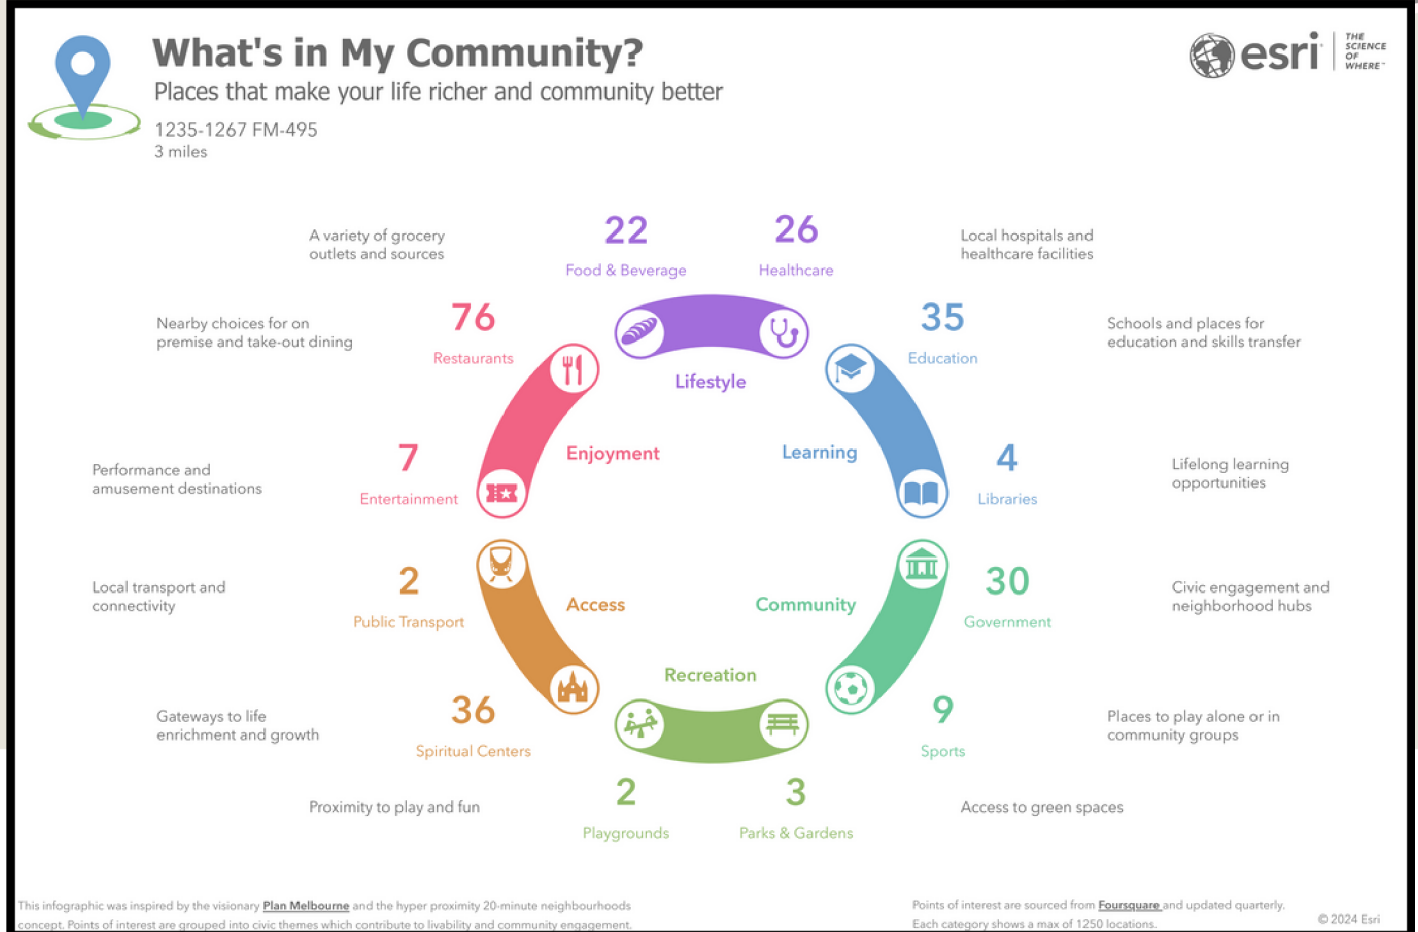 What's in My Community?
Places that make your life richer and community better
1235-1267 FM-495
3 miles
esri
THE
SCIENCE
OF
WHERE™
A variety of grocery
outlets and sources
22
Food & Beverage
26
Healthcare
Local hospitals and
healthcare facilities
Nearby choices for on
premise and take-out dining
76
Restaurants
35
Education
Schools and places for
education and skills transfer
Lifestyle
Enjoyment
Learning
Performance and
amusement destinations
7
Entertainment
4
Libraries
Lifelong learning
opportunities
Local transport and
connectivity
2
Public Transport
Access
Community
30
Government
Civic engagement and
neighborhood hubs
Recreation
Gateways to life
enrichment and growth
36
Spiritual Centers
9
Sports
Places to play alone or in
community groups
Proximity to play and fun
2
Playgrounds
3
Parks & Gardens
Access to green spaces
This infographic was inspired by the visionary Plan Melbourne and the hyper proximity 20-minute neighbourhoods
concept. Points of interest are grouped into civic themes which contribute to livability and community engagement.
Points of interest are sourced from Foursquare and updated quarterly.
Each category shows a max of 1250 locations.
© 2024 Esri